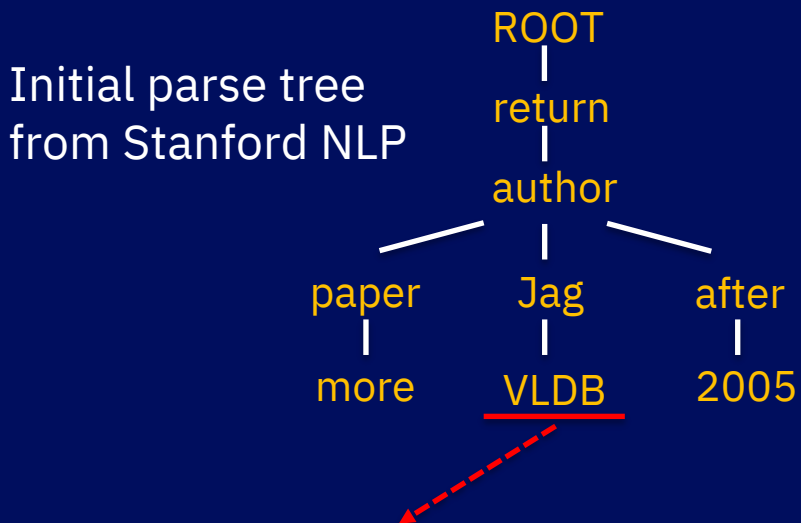 Initial parse tree
from Stanford NLP
ROOT
return
author
paper Jag after
more VLDB 2005